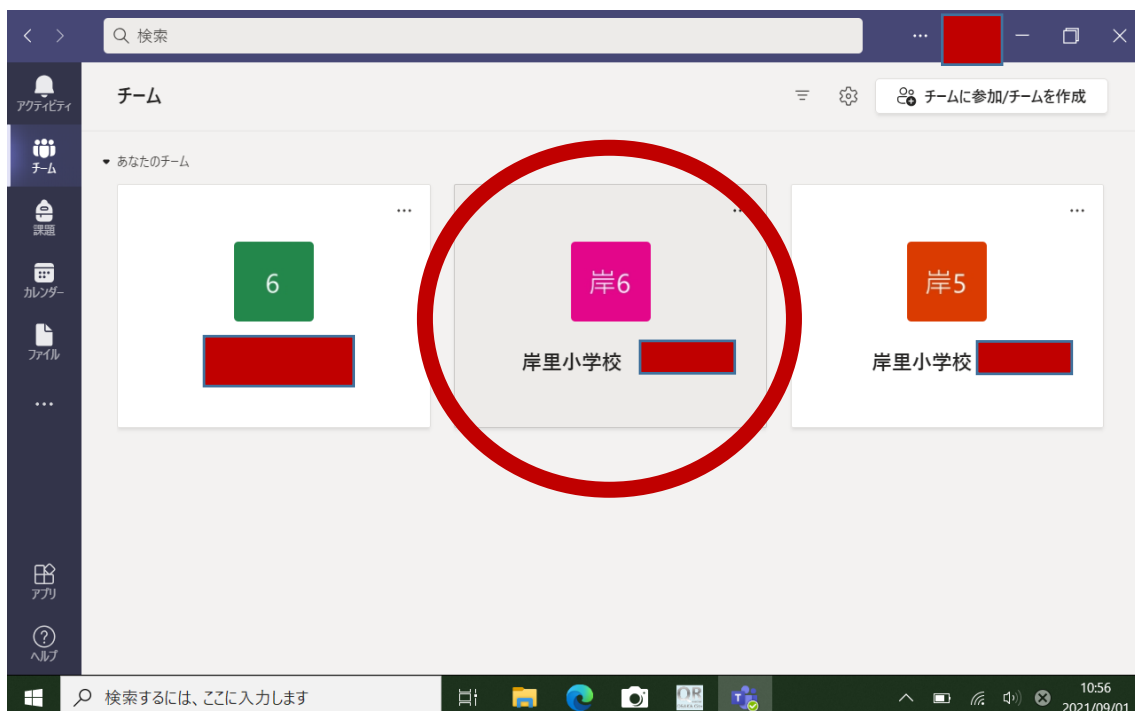 検索
アクティビティ
チーム
課題
カレンダー
ファイル
アプリ
ヘルプ
チーム
チームに参加/チームを作成
あなたのチーム
6
岸6
岸里小学校
岸5
岸里小学校
検索するには、ここに入力します
QR
10:56
2021/09/01